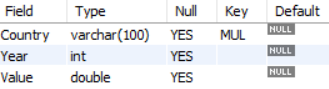 Field Type Null Key Default
Country varchar(100) YES MUL NULL
Year int YES NULL
Value double YES NULL